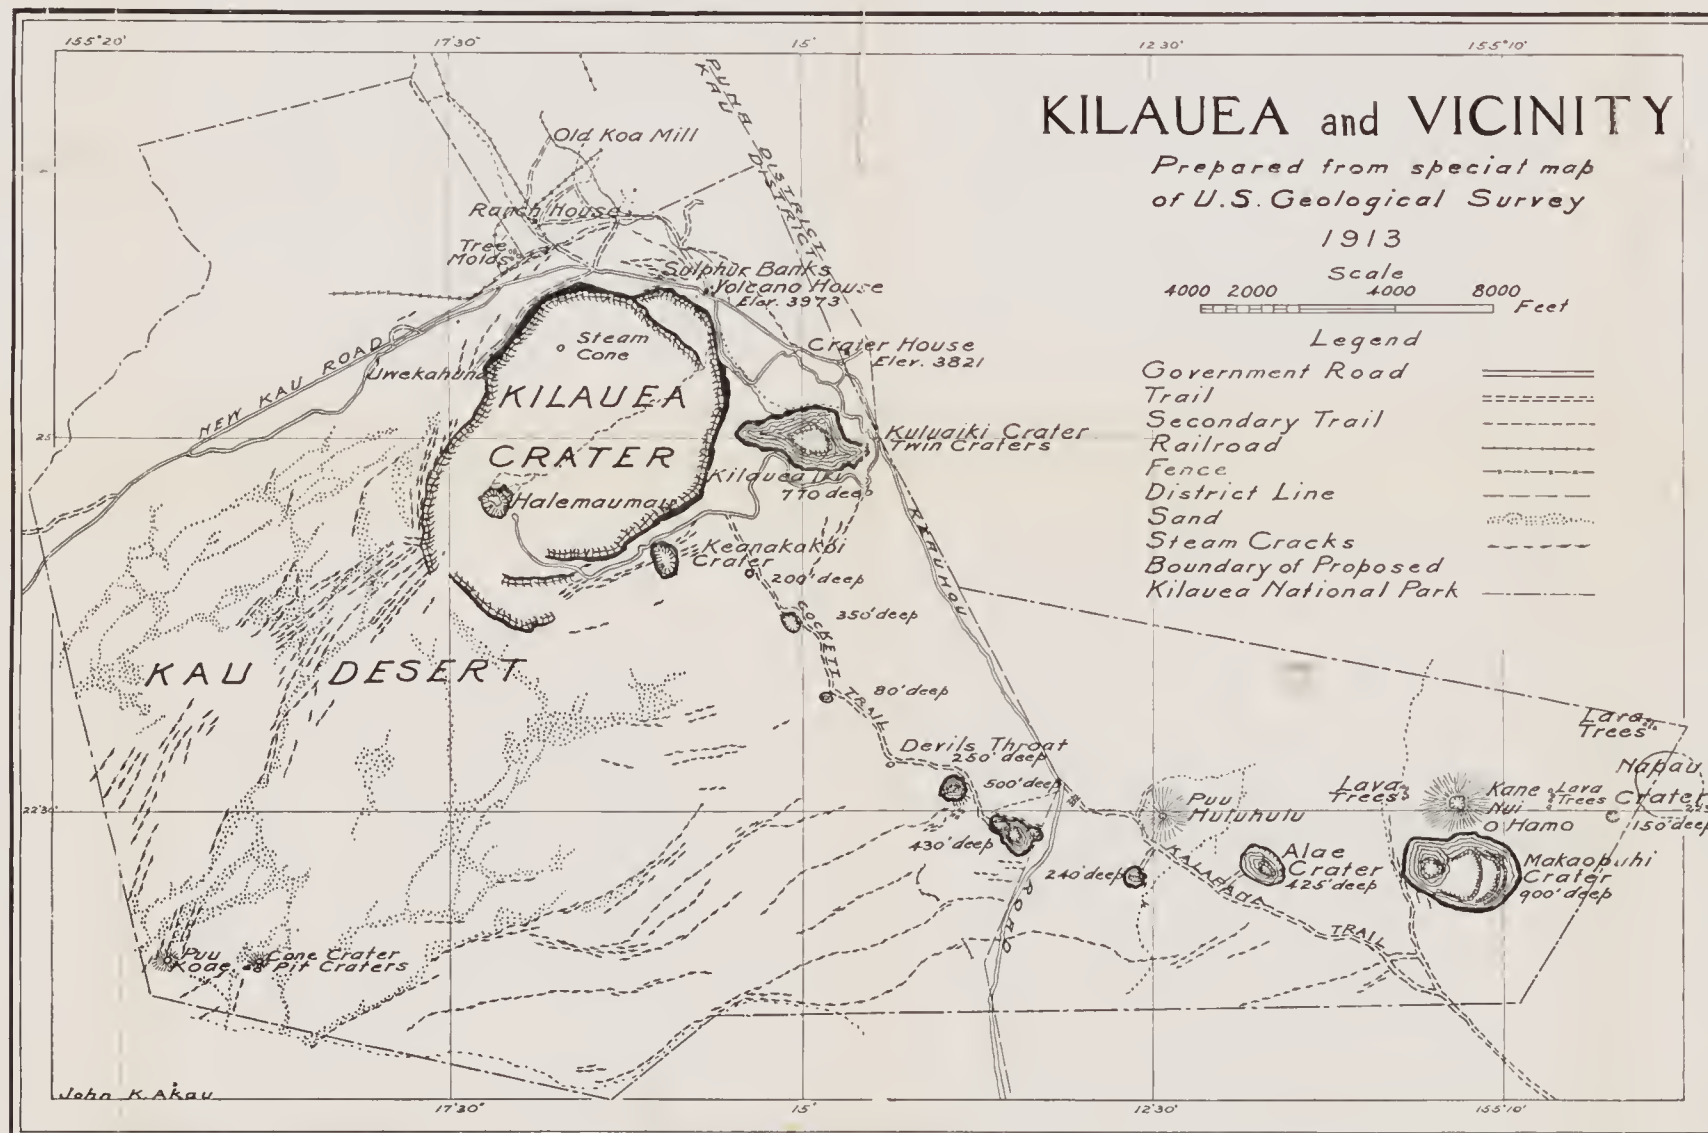 155°20'
17'30"
15'
12'30'
155°10'
KILAUEA and VICINITY
Prepared from special map
of U.S. Geological Survey
1913
Scale
4000 2000 4000 8000
Feet
Legend
Government Road
Trail
Secondary Trail
Railroad
Fence
District Line
Sand
Steam Cracks
Boundary of Proposed
Kilauea National Park
PUNA DISTRICT
KAU DISTRICT
Old Koa Mill
Ranch House
Tree
Molds
Sulphur Banks
Volcano House
Elev. 3973
Crater House
Elev. 3821
Steam
Cone
NEW KAU ROAD
Uwekahuna
KILAUEA
CRATER
25'
Kuluaiki Crater
Twin Craters
Kilauea Iki
770' deep
Halemaumau
Keanakakoi
Crater
200' deep
KEAUHOU
ROAD
350' deep
COCKETT TRAIL
80' deep
KAU DESERT
Devils Throat
250' deep
500' deep
430' deep
22'30"
Puu
Huluhulu
240' deep
KALAPANA
TRAIL
Alae
Crater
425' deep
Lava
Trees
Kane
Nui
O Hamo
Lava
Trees
Lava
Trees
Napau
Crater
150' deep
Makaopuhi
Crater
900' deep
Puu
Koae
Cone Crater
Pit Craters
John K. Akau
17'30"
15'
12'30"
155°10'